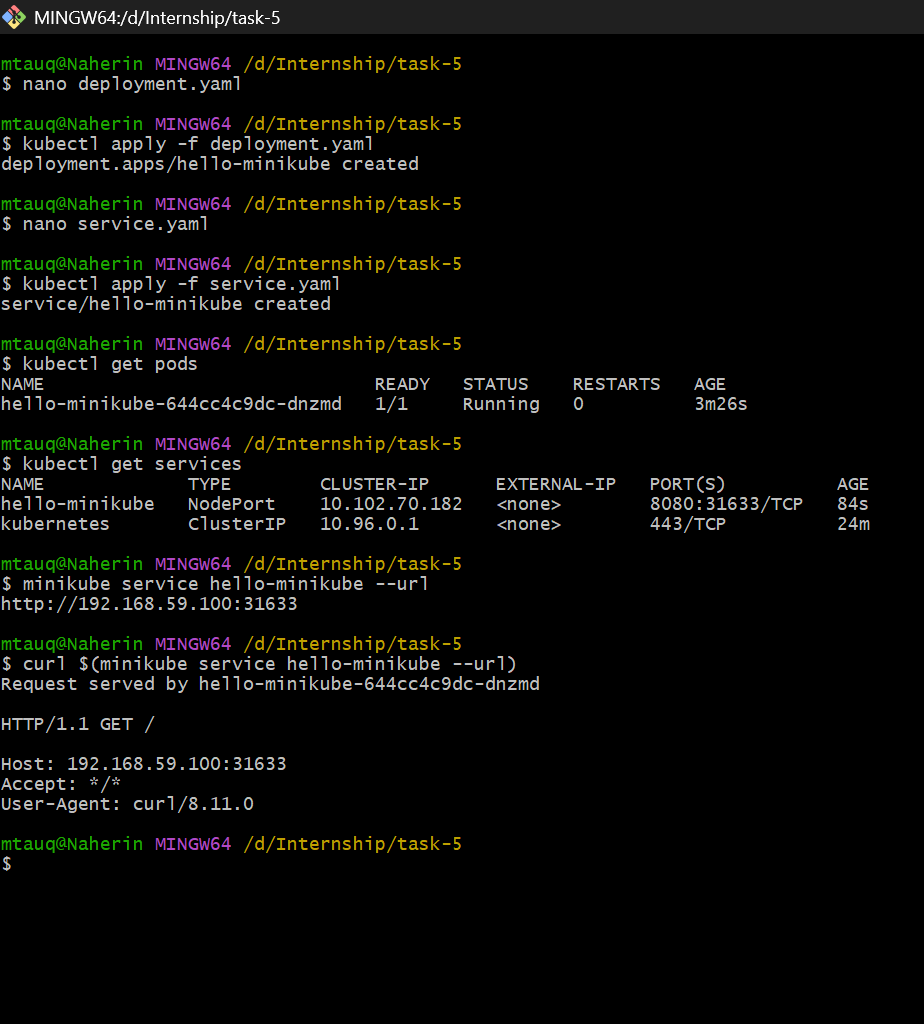 MINGW64:/d/Internship/task-5
mtauq@Naherin MINGW64 /d/Internship/task-5
$ nano deployment.yaml
mtauq@Naherin MINGW64 /d/Internship/task-5
$ kubectl apply -f deployment.yaml
deployment.apps/hello-minikube created
mtauq@Naherin MINGW64 /d/Internship/task-5
$ nano service.yaml
mtauq@Naherin MINGW64 /d/Internship/task-5
$ kubectl apply -f service.yaml
service/hello-minikube created
mtauq@Naherin MINGW64 /d/Internship/task-5
$ kubectl get pods
NAME READY STATUS RESTARTS AGE
hello-minikube-644cc4c9dc-dnzmd 1/1 Running 0 3m26s
mtauq@Naherin MINGW64 /d/Internship/task-5
$ kubectl get services
NAME TYPE CLUSTER-IP EXTERNAL-IP PORT(S) AGE
hello-minikube NodePort 10.102.70.182 <none> 8080:31633/TCP 84s
kubernetes ClusterIP 10.96.0.1 <none> 443/TCP 24m
mtauq@Naherin MINGW64 /d/Internship/task-5
$ minikube service hello-minikube --url
http://192.168.59.100:31633
mtauq@Naherin MINGW64 /d/Internship/task-5
$ curl $(minikube service hello-minikube --url)
Request served by hello-minikube-644cc4c9dc-dnzmd
HTTP/1.1 GET /
Host: 192.168.59.100:31633
Accept: */*
User-Agent: curl/8.11.0
mtauq@Naherin MINGW64 /d/Internship/task-5
$